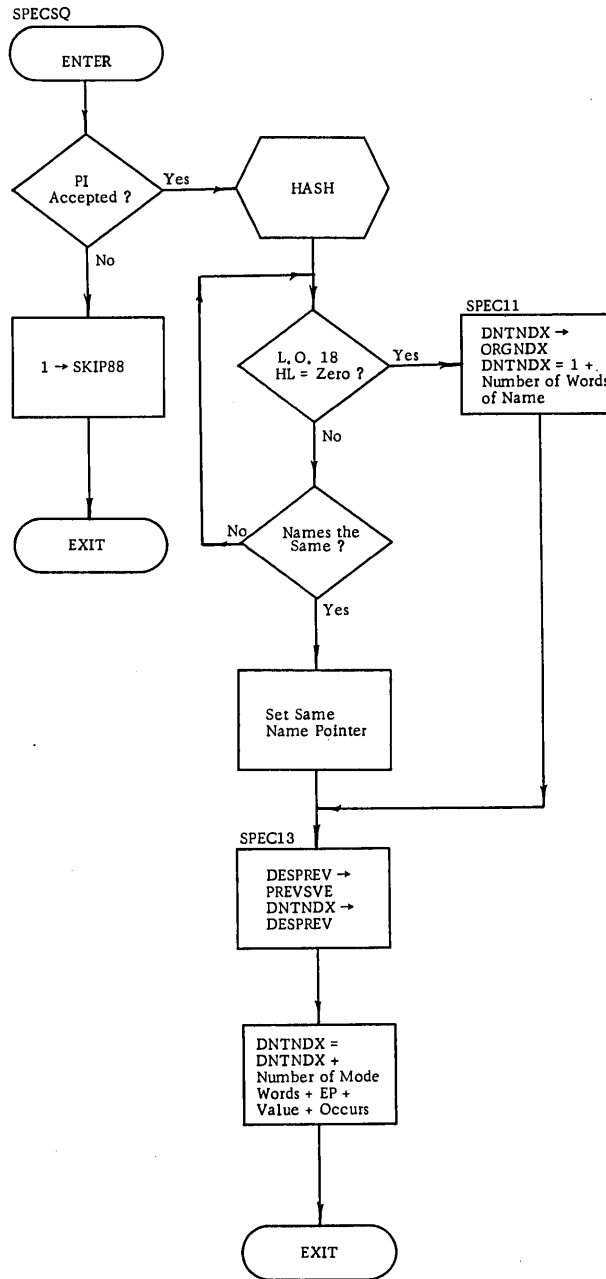 SPECSQ
ENTER
PI
Accepted ?
Yes
HASH
No
1 → SKIP88
EXIT
L.O. 18
HL = Zero ?
Yes
SPEC11
DNTNDX →
ORGNDX
DNTNDX = 1 +
Number of Words
of Name
No
Names the
Same ?
No
Yes
Set Same
Name Pointer
SPEC13
DESPREV →
PREVSVE
DNTNDX →
DESPREV
DNTNDX =
DNTNDX +
Number of Mode
Words + EP +
Value + Occurs
EXIT